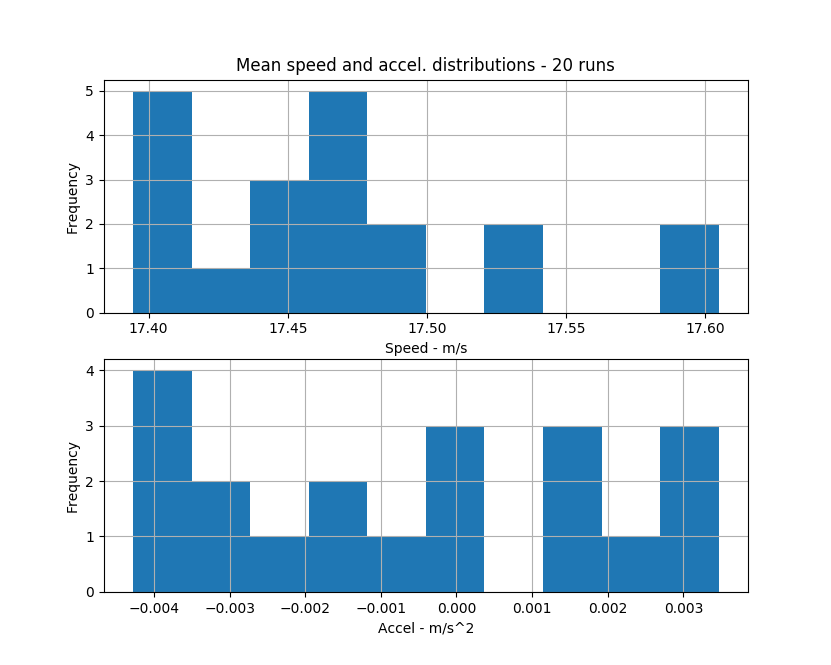 Mean speed and accel. distributions - 20 runs
5
4
3
2
1
0
Frequency
17.40 17.45 17.50 17.55 17.60
Speed - m/s
4
3
2
1
0
Frequency
−0.004 −0.003 −0.002 −0.001 0.000 0.001 0.002 0.003
Accel - m/s^2